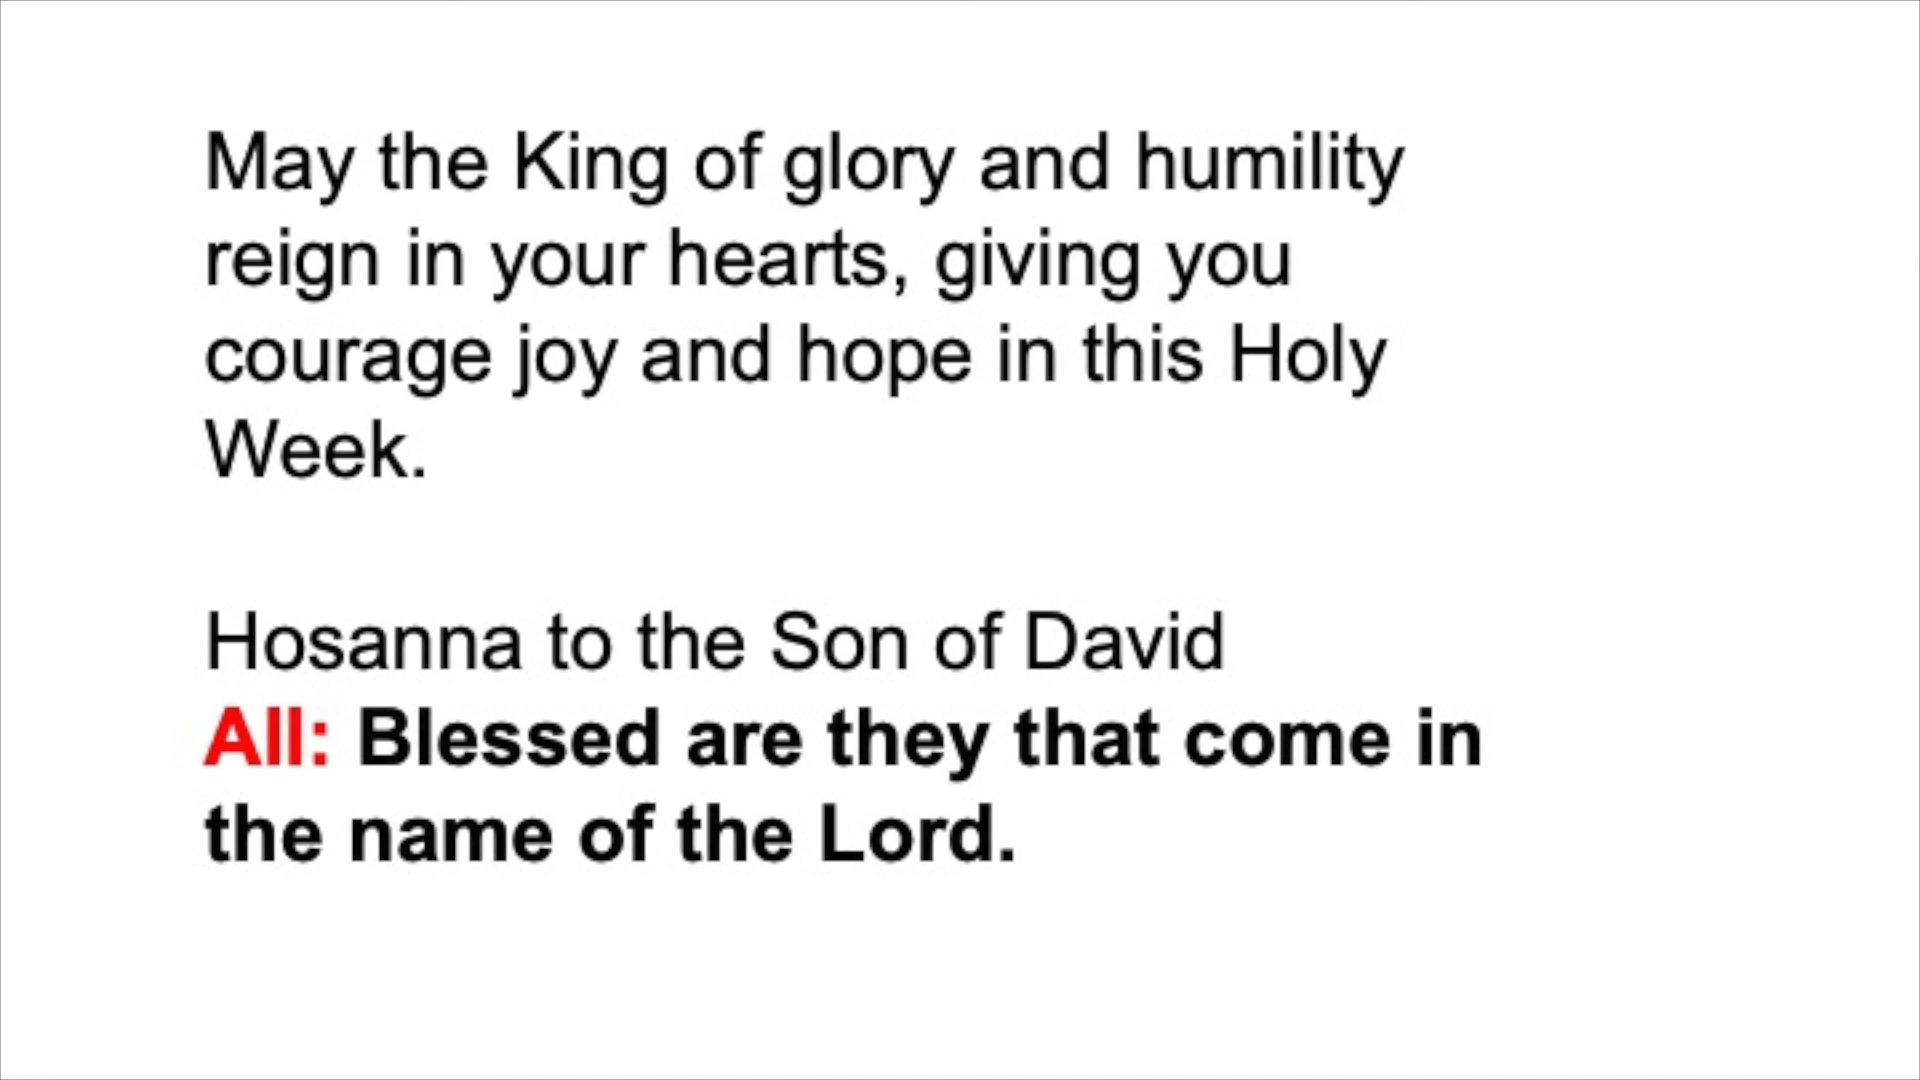 May the King of glory and humility
reign in your hearts, giving you
courage joy and hope in this Holy
Week.
Hosanna to the Son of David
All: Blessed are they that come in
the name of the Lord.